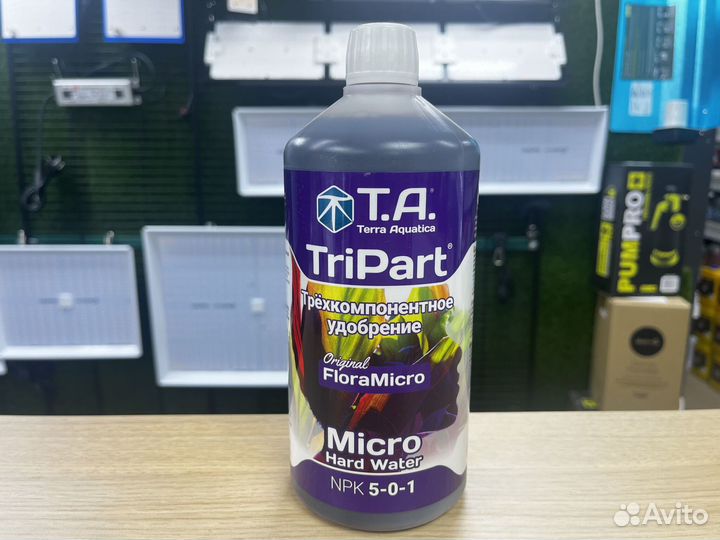 T.A.®
Terra Aquatica
TriPart®
Трёхкомпонентное
удобрение
Original
FloraMicro
Micro
Hard Water
NPK 5-0-1
PUMPRO
Avito